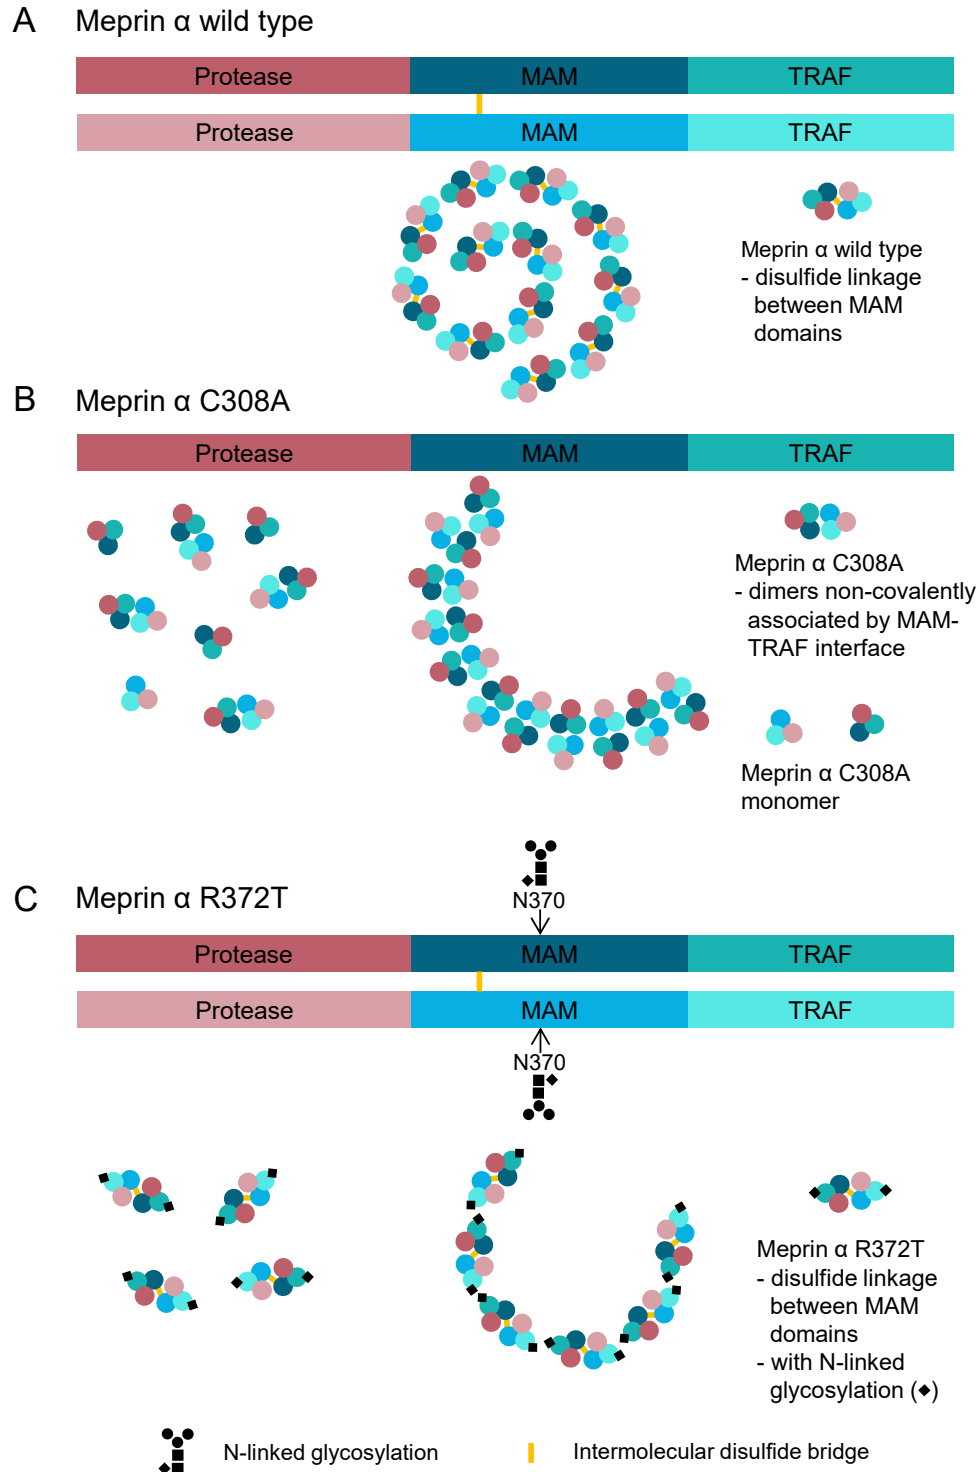 A Meprin α wild type
Protease MAM TRAF
Protease MAM TRAF
Meprin α wild type
- disulfide linkage
between MAM
domains
B Meprin α C308A
Protease MAM TRAF
Meprin α C308A
- dimers non-covalently
associated by MAM-
TRAF interface
Meprin α C308A
monomer
N370
C Meprin α R372T
Protease MAM TRAF
Protease MAM TRAF
N370
Meprin α R372T
- disulfide linkage
between MAM
domains
- with N-linked
glycosylation (◆)
N-linked glycosylation
Intermolecular disulfide bridge